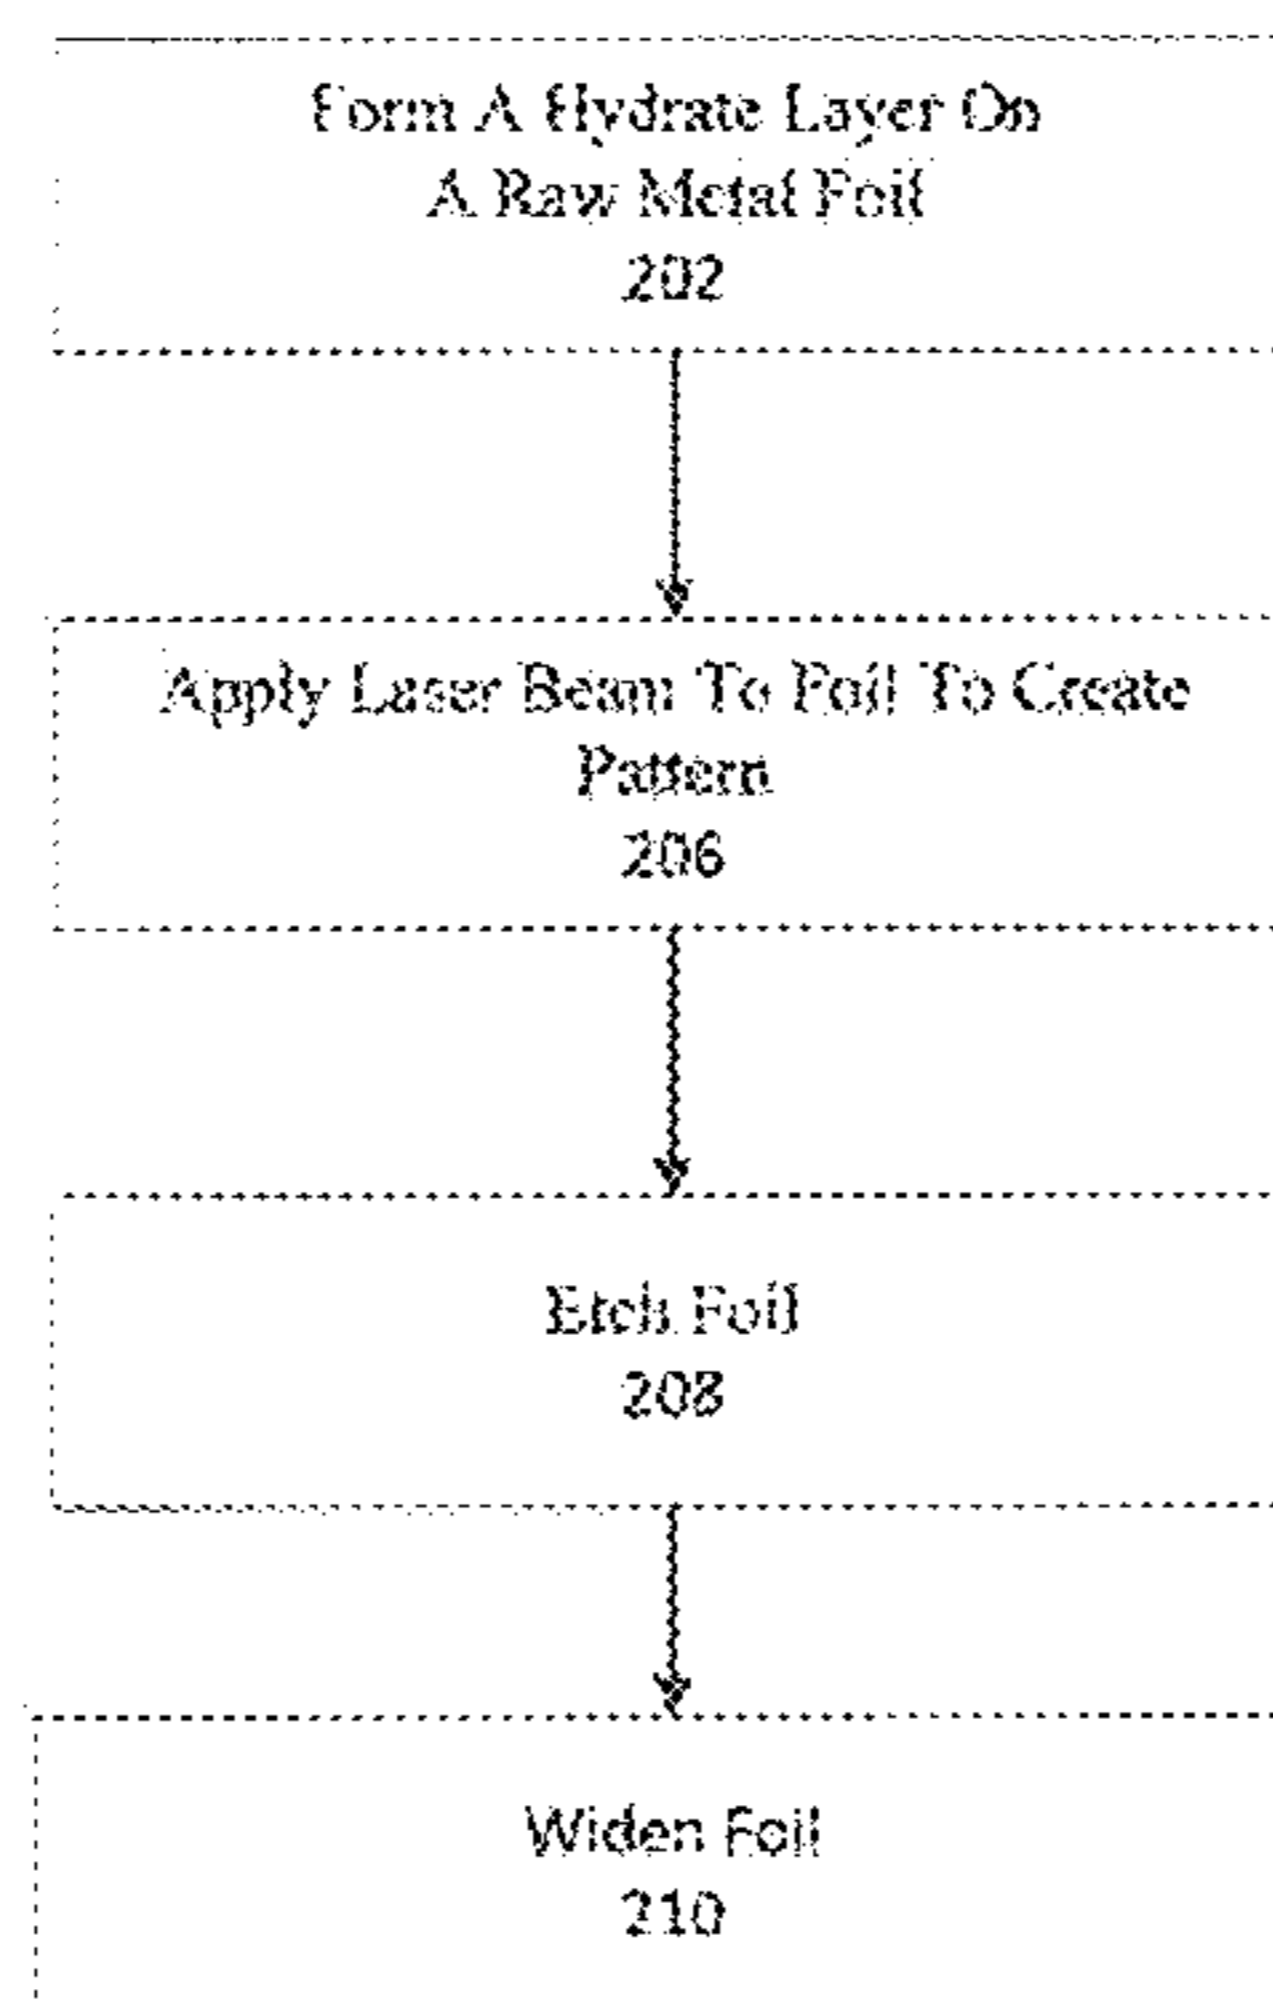 Form A Hydrate Layer On
A Raw Metal Foil
202
Apply Laser Beam To Foil To Create
Pattern
206
Etch Foil
208
Widen Foil
210